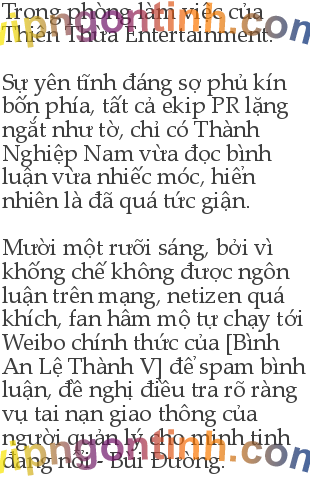 Trong phòng làm việc của
Thiên Thừa Entertainment.
Sự yên tĩnh đáng sợ phủ kín
bốn phía, tất cả ekip PR lặng
ngắt như tờ, chỉ có Thành
Nghiệp Nam vừa đọc bình
luận vừa nhiếc móc, hiển
nhiên là đã quá tức giận.
Mười một rưỡi sáng, bởi vì
khống chế không được ngôn
luận trên mạng, netizen quá
khích, fan hâm mộ tự chạy tới
Weibo chính thức của [Bình
An Lệ Thành V] để spam bình
luận, đề nghị điều tra rõ ràng
vụ tai nạn giao thông của
người quản lý cho minh tinh
đang nổi - Bùi Dường.
vipngontinh.com
vipngontinh.com